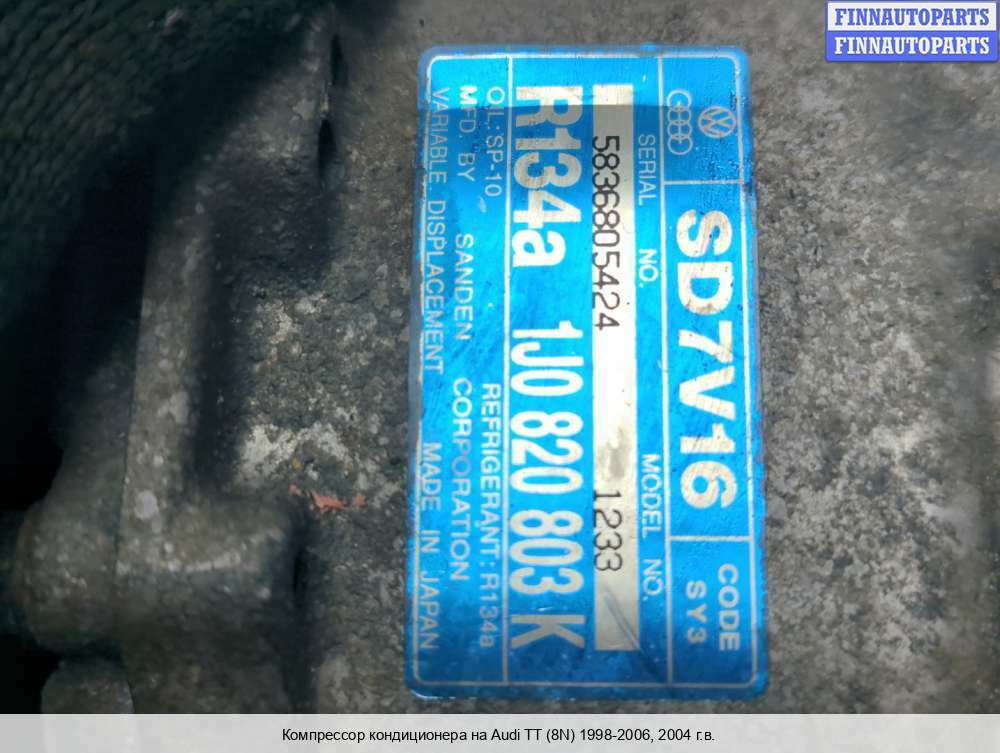 FINNAUTOPARTS
FINNAUTOPARTS
SD7V16
CODE
SY3
SERIAL NO.
MODEL NO.
5836805424
1233
R134a 1J0 820 803 K
OIL: SP-10
REFRIGERANT: R134a
MFD. BY SANDEN CORPORATION
VARIABLE DISPLACEMENT MADE IN JAPAN
Компрессор кондиционера на Audi TT (8N) 1998-2006, 2004 г.в.